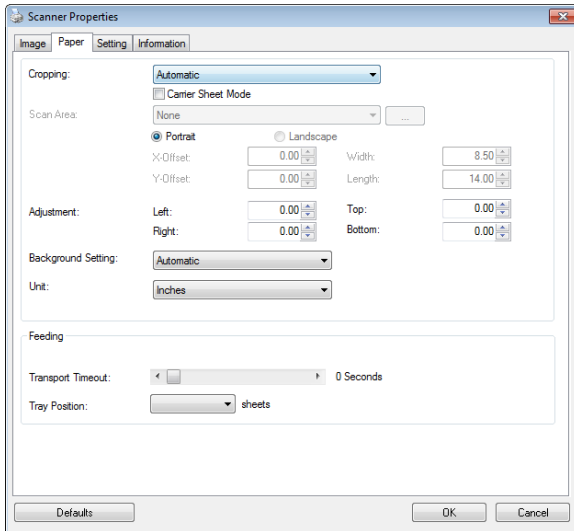 Scanner Properties
Image Paper Setting Information
Cropping: Automatic
Carrier Sheet Mode
Scan Area: None ...
Portrait Landscape
X-Offset: 0.00 Width: 8.50
Y-Offset: 0.00 Length: 14.00
Adjustment: Left: 0.00 Top: 0.00
Right: 0.00 Bottom: 0.00
Background Setting: Automatic
Unit: Inches
Feeding
Transport Timeout: 0 Seconds
Tray Position: sheets
Defaults OK Cancel